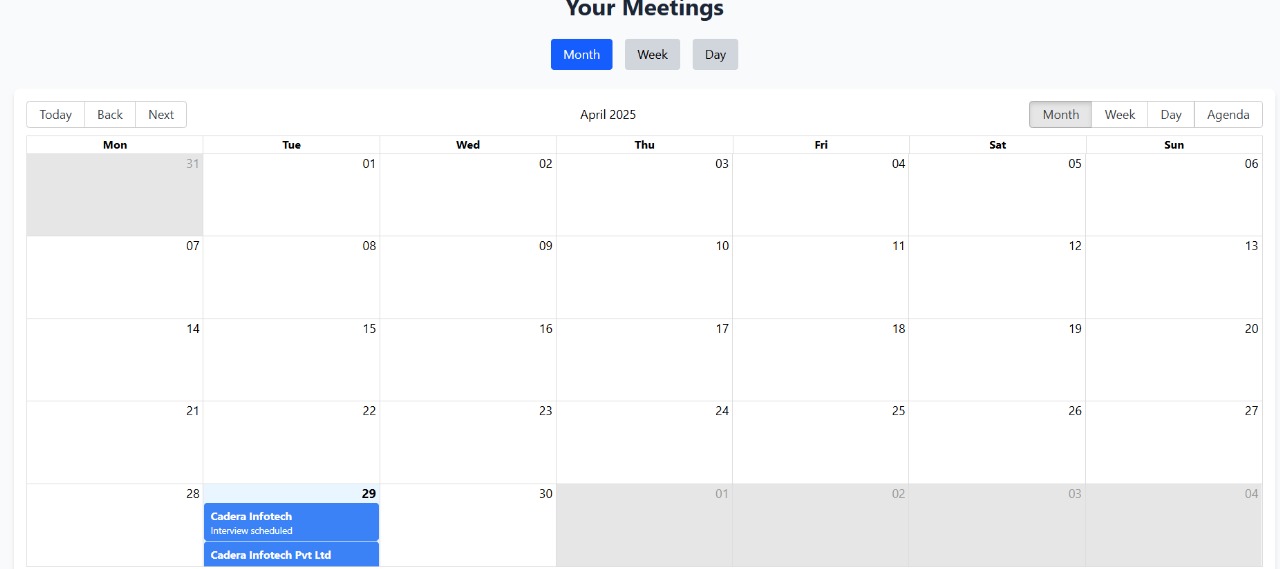 Your Meetings
Month Week Day
Today Back Next April 2025 Month Week Day Agenda
Mon Tue Wed Thu Fri Sat Sun
31 01 02 03 04 05 06
07 08 09 10 11 12 13
14 15 16 17 18 19 20
21 22 23 24 25 26 27
28 29 30 01 02 03 04
Cadera Infotech
Interview scheduled
Cadera Infotech Pvt Ltd